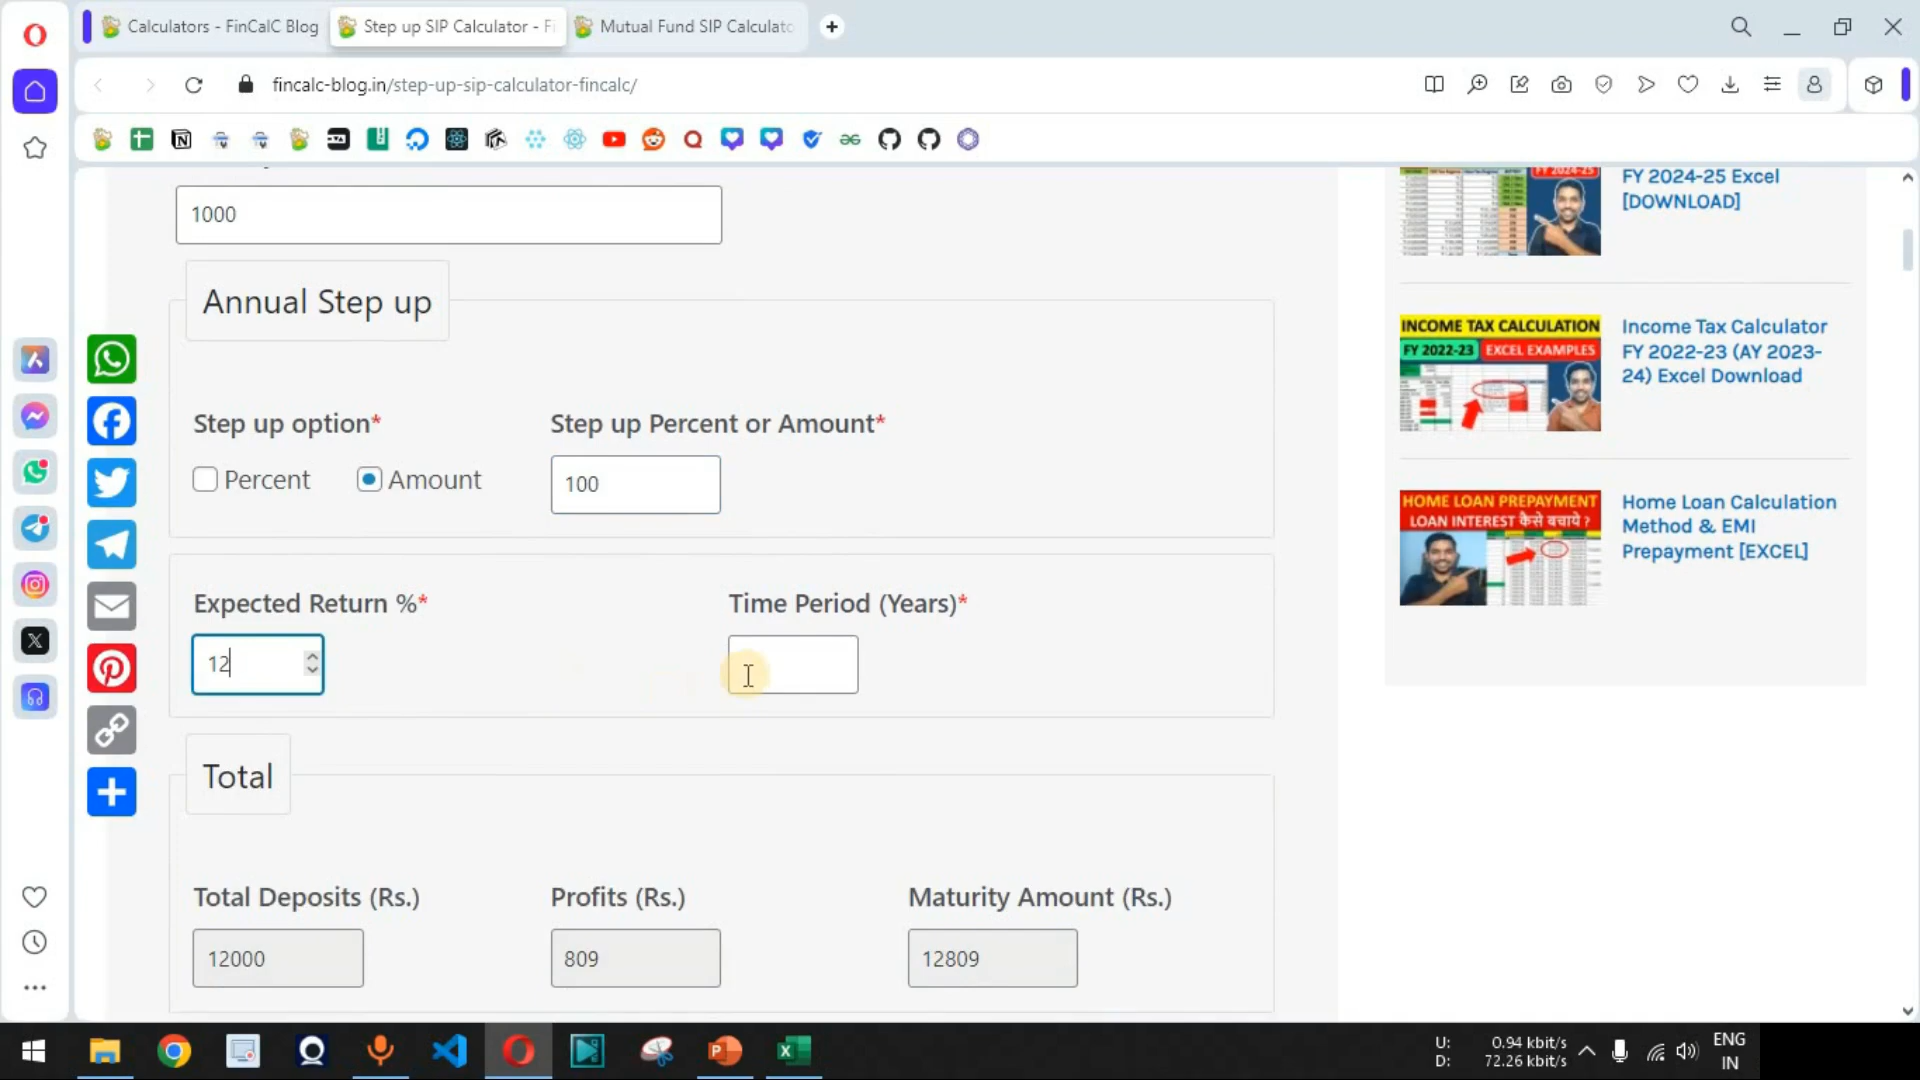 Calculators - FinCalC Blog
Step up SIP Calculator - Fi
Mutual Fund SIP Calculato
fincalc-blog.in/step-up-sip-calculator-fincalc/
1000
Annual Step up
Step up option*
Step up Percent or Amount*
Percent
Amount
100
Expected Return %*
Time Period (Years)*
12
Total
Total Deposits (Rs.)
Profits (Rs.)
Maturity Amount (Rs.)
12000
809
12809
FY 2024-25
FY 2024-25 Excel
[DOWNLOAD]
INCOME TAX CALCULATION
FY 2022-23
EXCEL EXAMPLES
Income Tax Calculator
FY 2022-23 (AY 2023-
24) Excel Download
HOME LOAN PREPAYMENT
LOAN INTEREST कैसे बचाये ?
Home Loan Calculation
Method & EMI
Prepayment [EXCEL]
U:
0.94 kbit/s
D:
72.26 kbit/s
ENG
IN